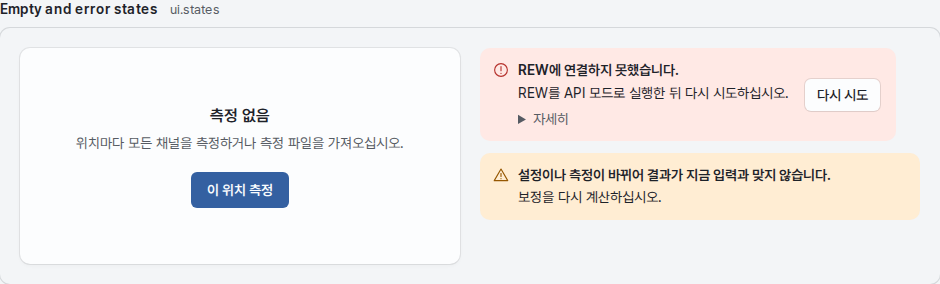 Empty and error states ui.states
측정 없음
위치마다 모든 채널을 측정하거나 측정 파일을 가져오십시오.
이 위치 측정
REW에 연결하지 못했습니다.
REW를 API 모드로 실행한 뒤 다시 시도하십시오.
▶ 자세히
다시 시도
설정이나 측정이 바뀌어 결과가 지금 입력과 맞지 않습니다.
보정을 다시 계산하십시오.